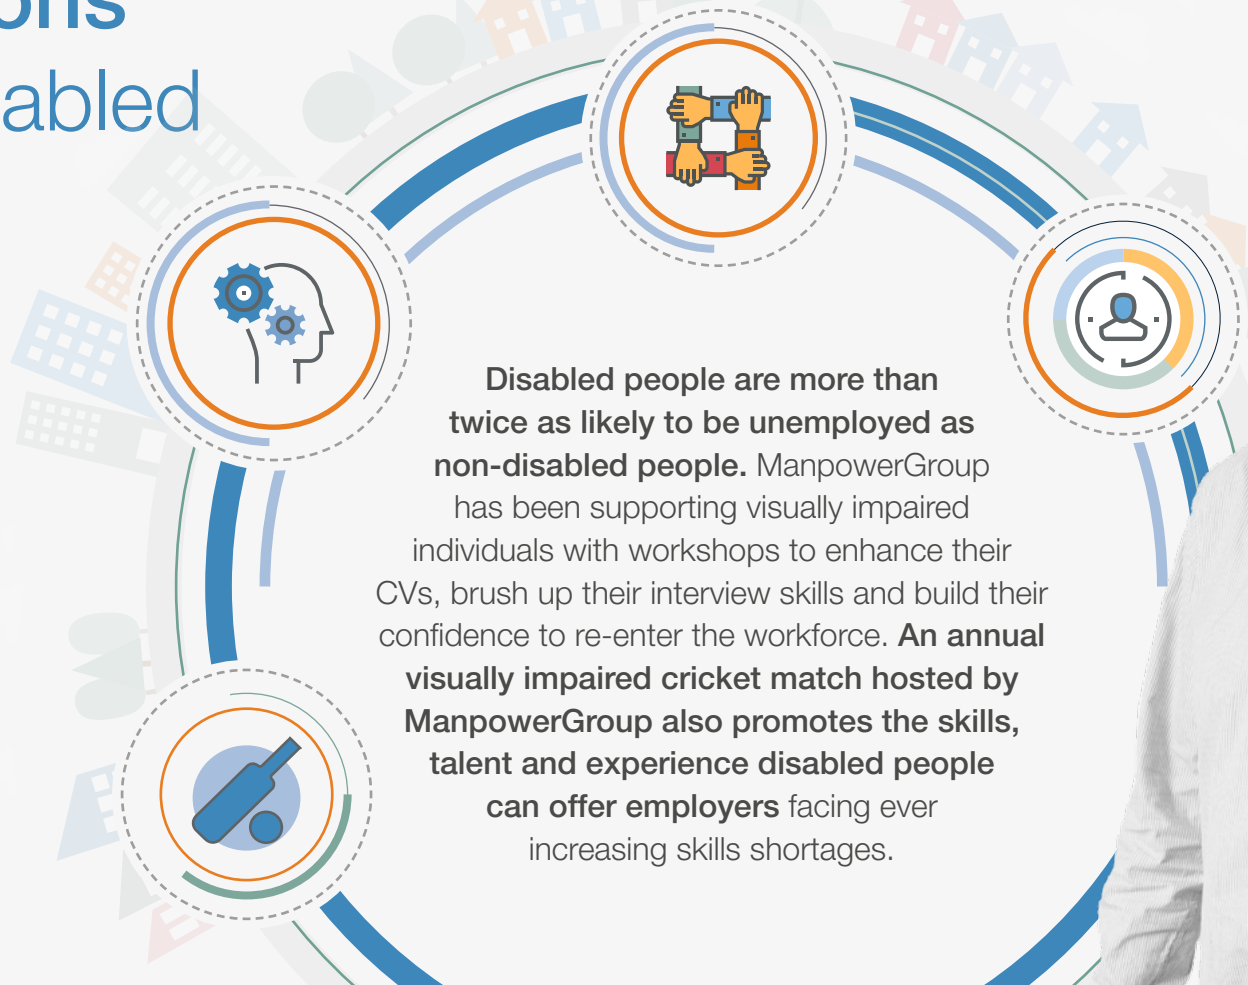 ons
abled
Disabled people are more than
twice as likely to be unemployed as
non-disabled people. ManpowerGroup
has been supporting visually impaired
individuals with workshops to enhance their
CVs, brush up their interview skills and build their
confidence to re-enter the workforce. An annual
visually impaired cricket match hosted by
ManpowerGroup also promotes the skills,
talent and experience disabled people
can offer employers facing ever
increasing skills shortages.